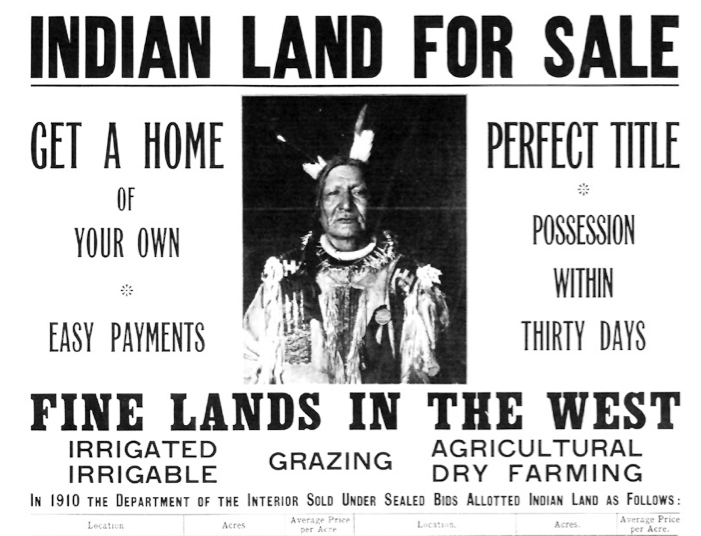 INDIAN LAND FOR SALE
GET A HOME
OF
YOUR OWN
※
EASY PAYMENTS
PERFECT TITLE
※
POSSESSION
WITHIN
THIRTY DAYS
FINE LANDS IN THE WEST
IRRIGATED
IRRIGABLE
GRAZING
AGRICULTURAL
DRY FARMING
IN 1910 THE DEPARTMENT OF THE INTERIOR SOLD UNDER SEALED BIDS ALLOTTED INDIAN LAND AS FOLLOWS:
Location Acres Average Price per Acre Location. Acres. Average Price per Acre.